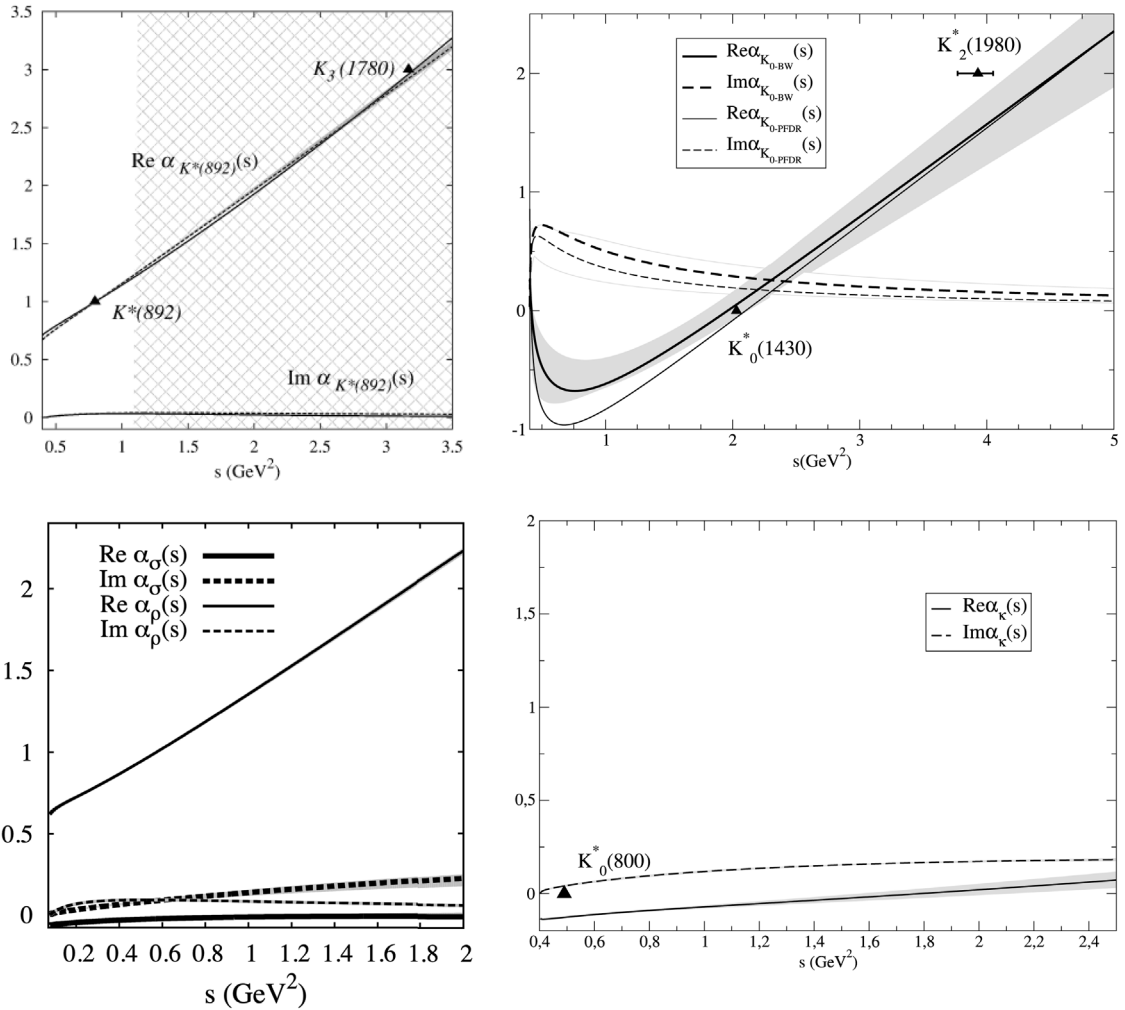 3.5
3
2.5
2
1.5
1
0.5
0
0.5
1
1.5
2
2.5
3
3.5
s (GeV²)
K₃(1780)
Re α K*(892)(s)
K*(892)
Im α K*(892)(s)
2
1
0
-1
1
2
3
4
5
s(GeV²)
Reα K₀-BW (s)
Imα K₀-BW (s)
Reα K₀-PFDR (s)
Imα K₀-PFDR (s)
K*₂(1980)
K*₀(1430)
2
1.5
1
0.5
0
0.2
0.4
0.6
0.8
1
1.2
1.4
1.6
1.8
2
s (GeV²)
Re α_σ(s)
Im α_σ(s)
Re α_ρ(s)
Im α_ρ(s)
2
1,5
1
0,5
0
0,4
0,6
0,8
1
1,2
1,4
1,6
1,8
2
2,2
2,4
s (GeV²)
Reα_κ(s)
Imα_κ(s)
K*₀(800)